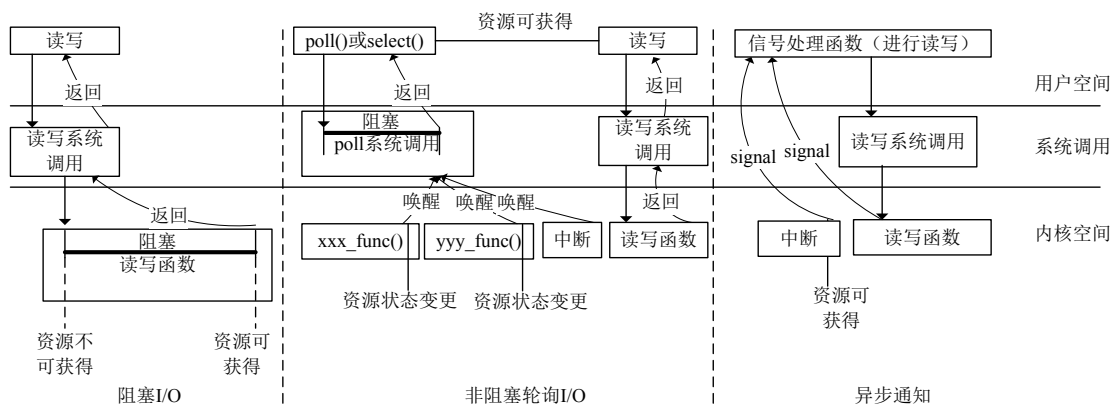 资源可获得
读写
poll()或select()
读写
信号处理函数（进行读写）
返回
返回
返回
用户空间
读写系统
调用
阻塞
poll系统调用
读写系统
调用
signal
signal
读写系统调用
系统调用
返回
唤醒
唤醒
唤醒
返回
阻塞
读写函数
xxx_func()
yyy_func()
中断
读写函数
中断
读写函数
内核空间
资源状态变更
资源状态变更
资源可
获得
资源不
可获得
资源可
获得
阻塞I/O
非阻塞轮询I/O
异步通知